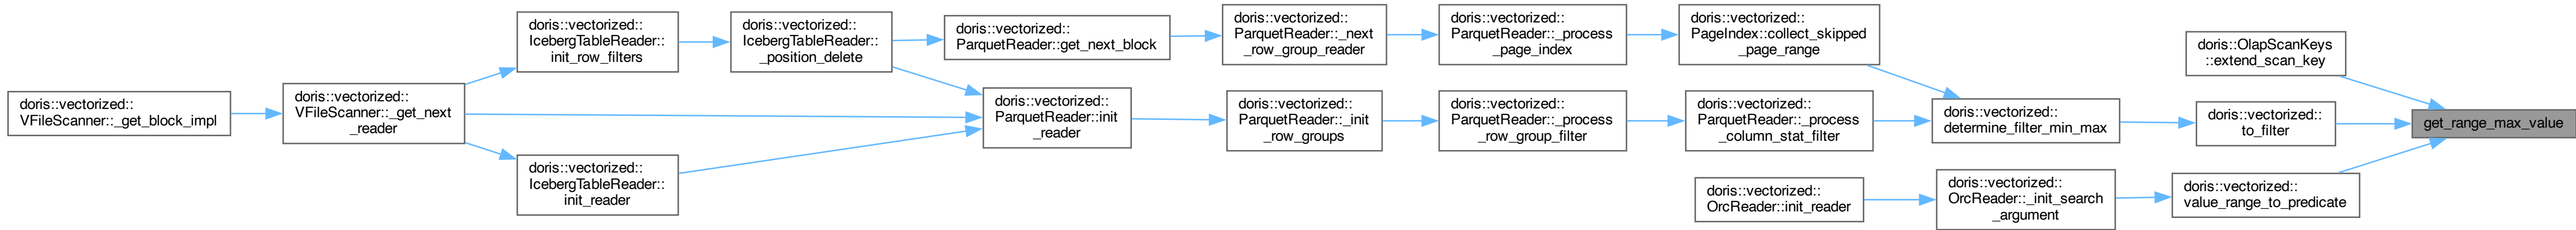 doris::vectorized::
VFileScanner::_get_block_impl
doris::vectorized::
VFileScanner::_get_next
_reader
doris::vectorized::
IcebergTableReader::
init_row_filters
doris::vectorized::
IcebergTableReader::
init_reader
doris::vectorized::
IcebergTableReader::
_position_delete
doris::vectorized::
ParquetReader::get_next_block
doris::vectorized::
ParquetReader::init
_reader
doris::vectorized::
ParquetReader::_next
_row_group_reader
doris::vectorized::
ParquetReader::_init
_row_groups
doris::vectorized::
ParquetReader::_process
_page_index
doris::vectorized::
ParquetReader::_process
_row_group_filter
doris::vectorized::
PageIndex::collect_skipped
_page_range
doris::vectorized::
ParquetReader::_process
_column_stat_filter
doris::vectorized::
OrcReader::init_reader
doris::vectorized::
determine_filter_min_max
doris::vectorized::
OrcReader::_init_search
_argument
doris::OlapScanKeys
::extend_scan_key
doris::vectorized::
to_filter
doris::vectorized::
value_range_to_predicate
get_range_max_value